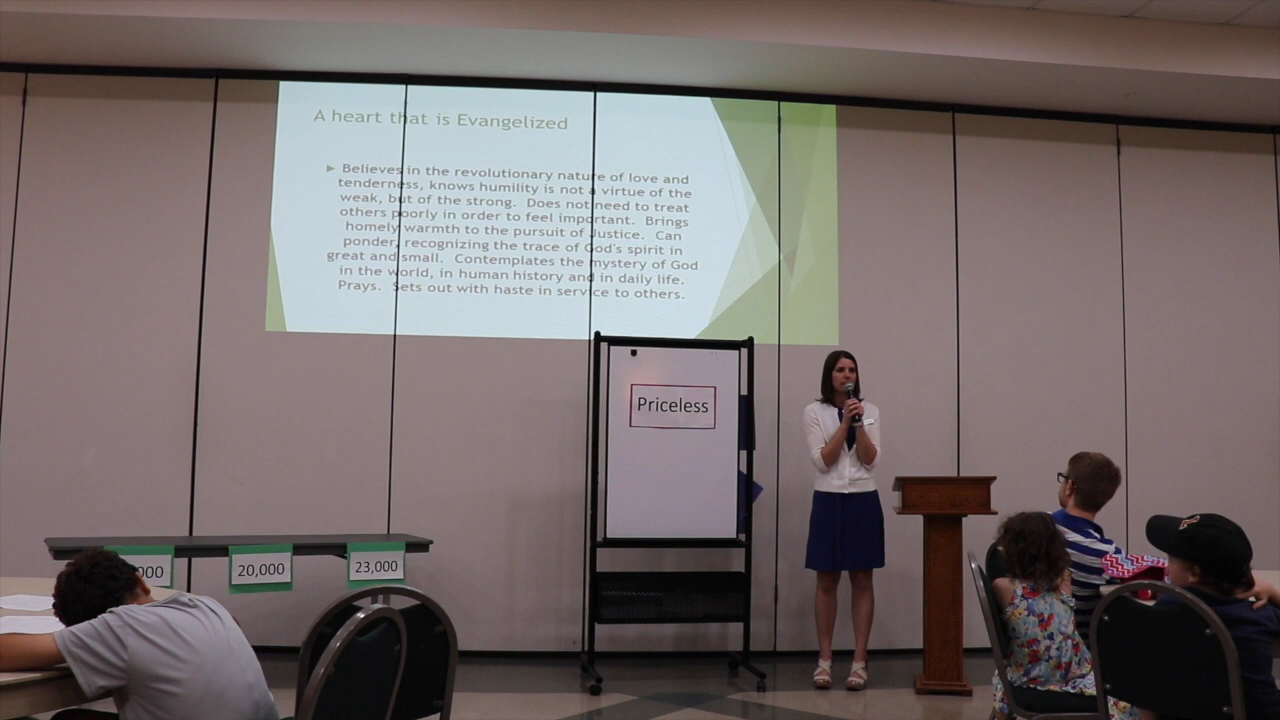 A heart that is Evangelized
Believes in the revolutionary nature of love and
tenderness, knows humility is not a virtue of the
weak, but of the strong. Does not need to treat
others poorly in order to feel important. Brings
homely warmth to the pursuit of Justice. Can
ponder, recognizing the trace of God's spirit in
great and small. Contemplates the mystery of God
in the world, in human history and in daily life.
Prays. Sets out with haste in service to others.
Priceless
000
20,000
23,000